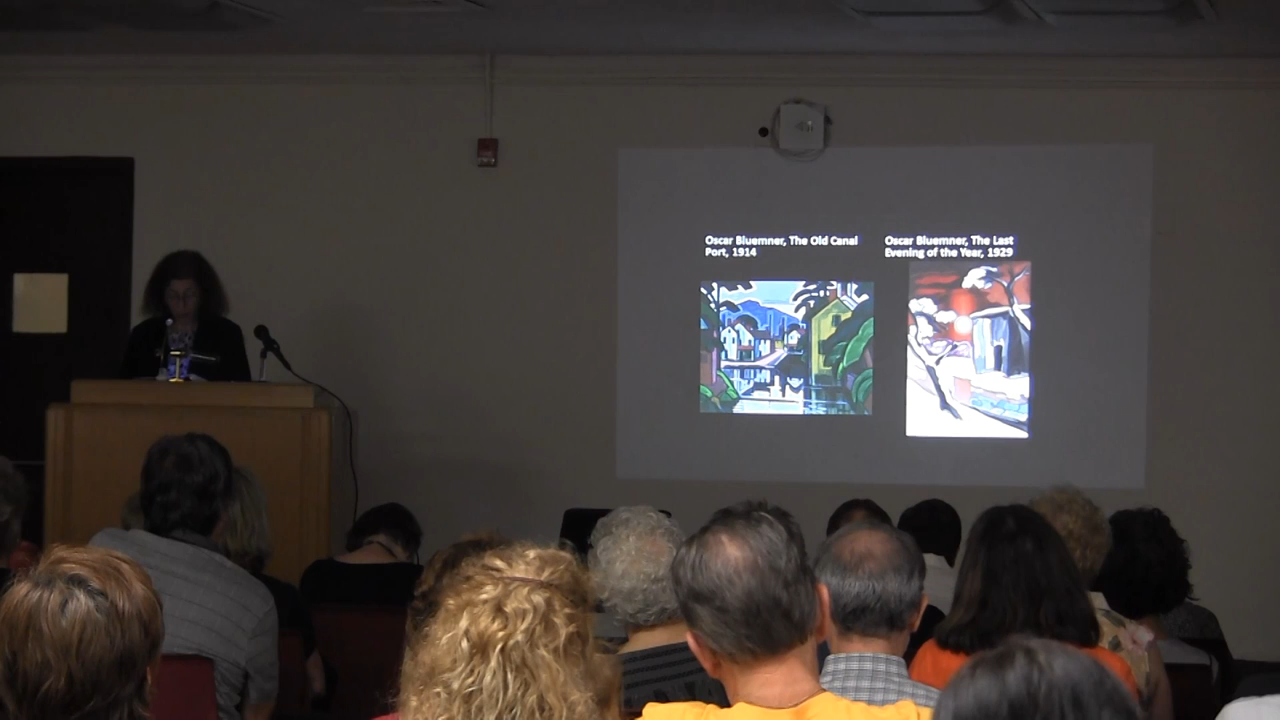 Oscar Bluemner, The Old Canal
Port, 1914
Oscar Bluemner, The Last
Evening of the Year, 1929